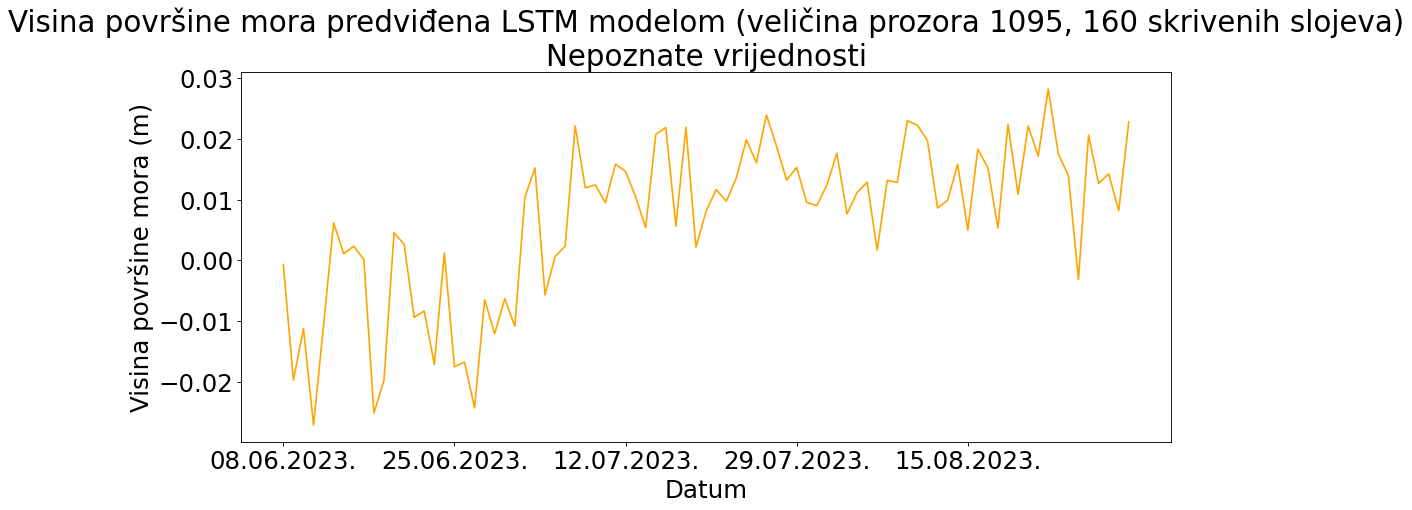 Visina površine mora predviđena LSTM modelom (veličina prozora 1095, 160 skrivenih slojeva)
Nepoznate vrijednosti
Visina površine mora (m)
0.03
0.02
0.01
0.00
−0.01
−0.02
08.06.2023. 25.06.2023. 12.07.2023. 29.07.2023. 15.08.2023.
Datum